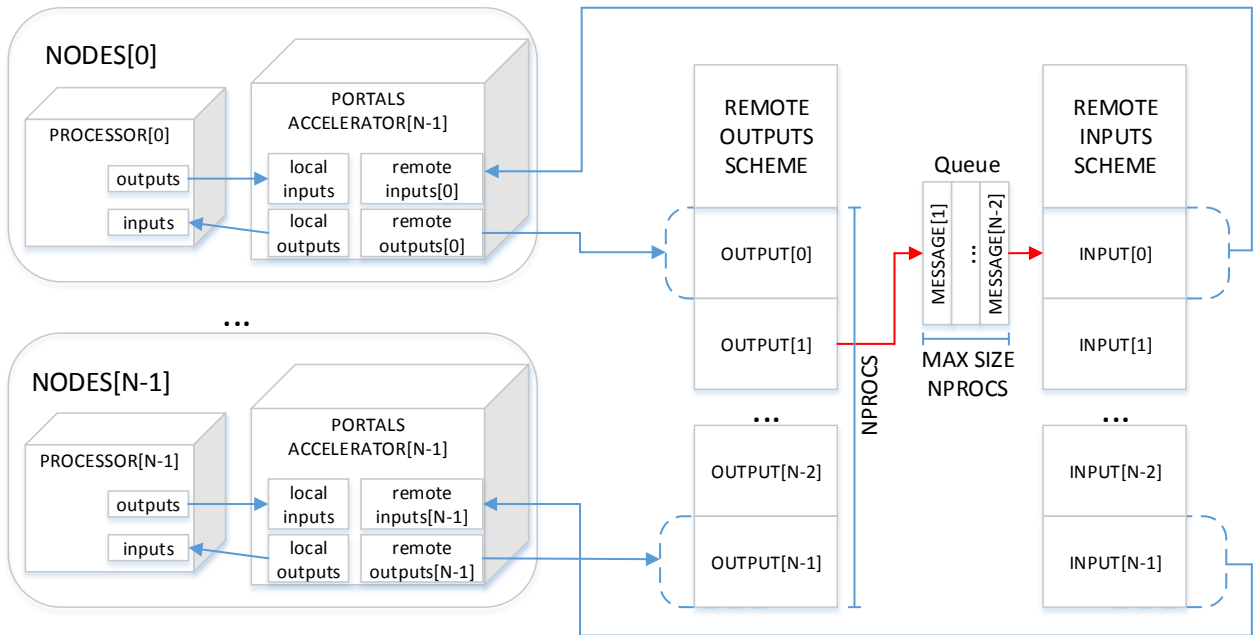 NODES[0]
PROCESSOR[0]
outputs
inputs
PORTALS
ACCELERATOR[N-1]
local
inputs
remote
inputs[0]
local
outputs
remote
outputs[0]
...
NODES[N-1]
PROCESSOR[N-1]
outputs
inputs
PORTALS
ACCELERATOR[N-1]
local
inputs
remote
inputs[N-1]
local
outputs
remote
outputs[N-1]
REMOTE
OUTPUTS
SCHEME
OUTPUT[0]
OUTPUT[1]
...
OUTPUT[N-2]
OUTPUT[N-1]
NPROCS
Queue
MESSAGE[1]
...
MESSAGE[N-2]
MAX SIZE
NPROCS
REMOTE
INPUTS
SCHEME
INPUT[0]
INPUT[1]
...
INPUT[N-2]
INPUT[N-1]